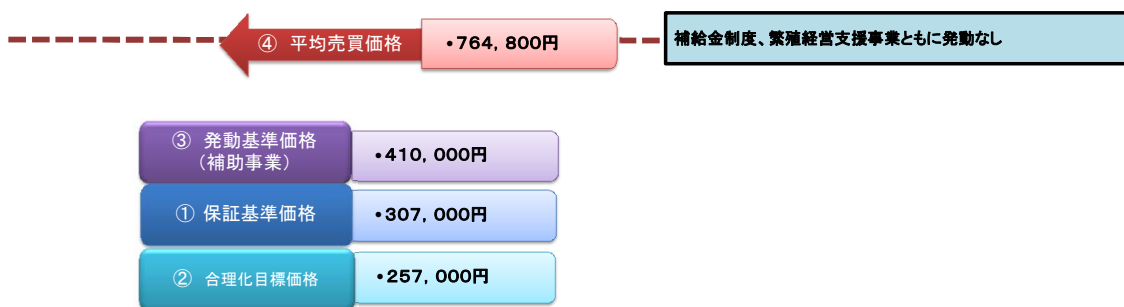 ④ 平均売買価格 •764,800円
補給金制度、繁殖経営支援事業ともに発動なし
③ 発動基準価格
(補助事業)
•410,000円
① 保証基準価格 •307,000円
② 合理化目標価格 •257,000円